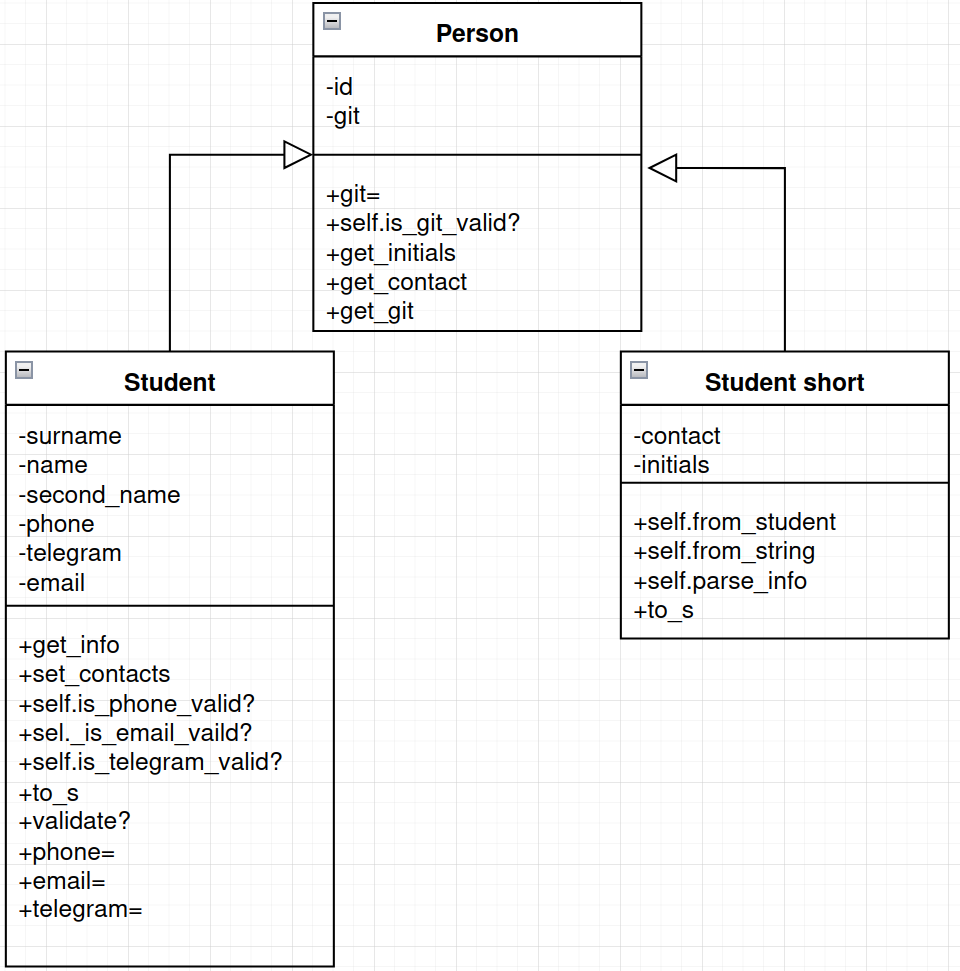 Person
-id
-git
+git=
+self.is_git_valid?
+get_initials
+get_contact
+get_git
Student
-surname
-name
-second_name
-phone
-telegram
-email
+get_info
+set_contacts
+self.is_phone_valid?
+sel._is_email_vaild?
+self.is_telegram_valid?
+to_s
+validate?
+phone=
+email=
+telegram=
Student short
-contact
-initials
+self.from_student
+self.from_string
+self.parse_info
+to_s